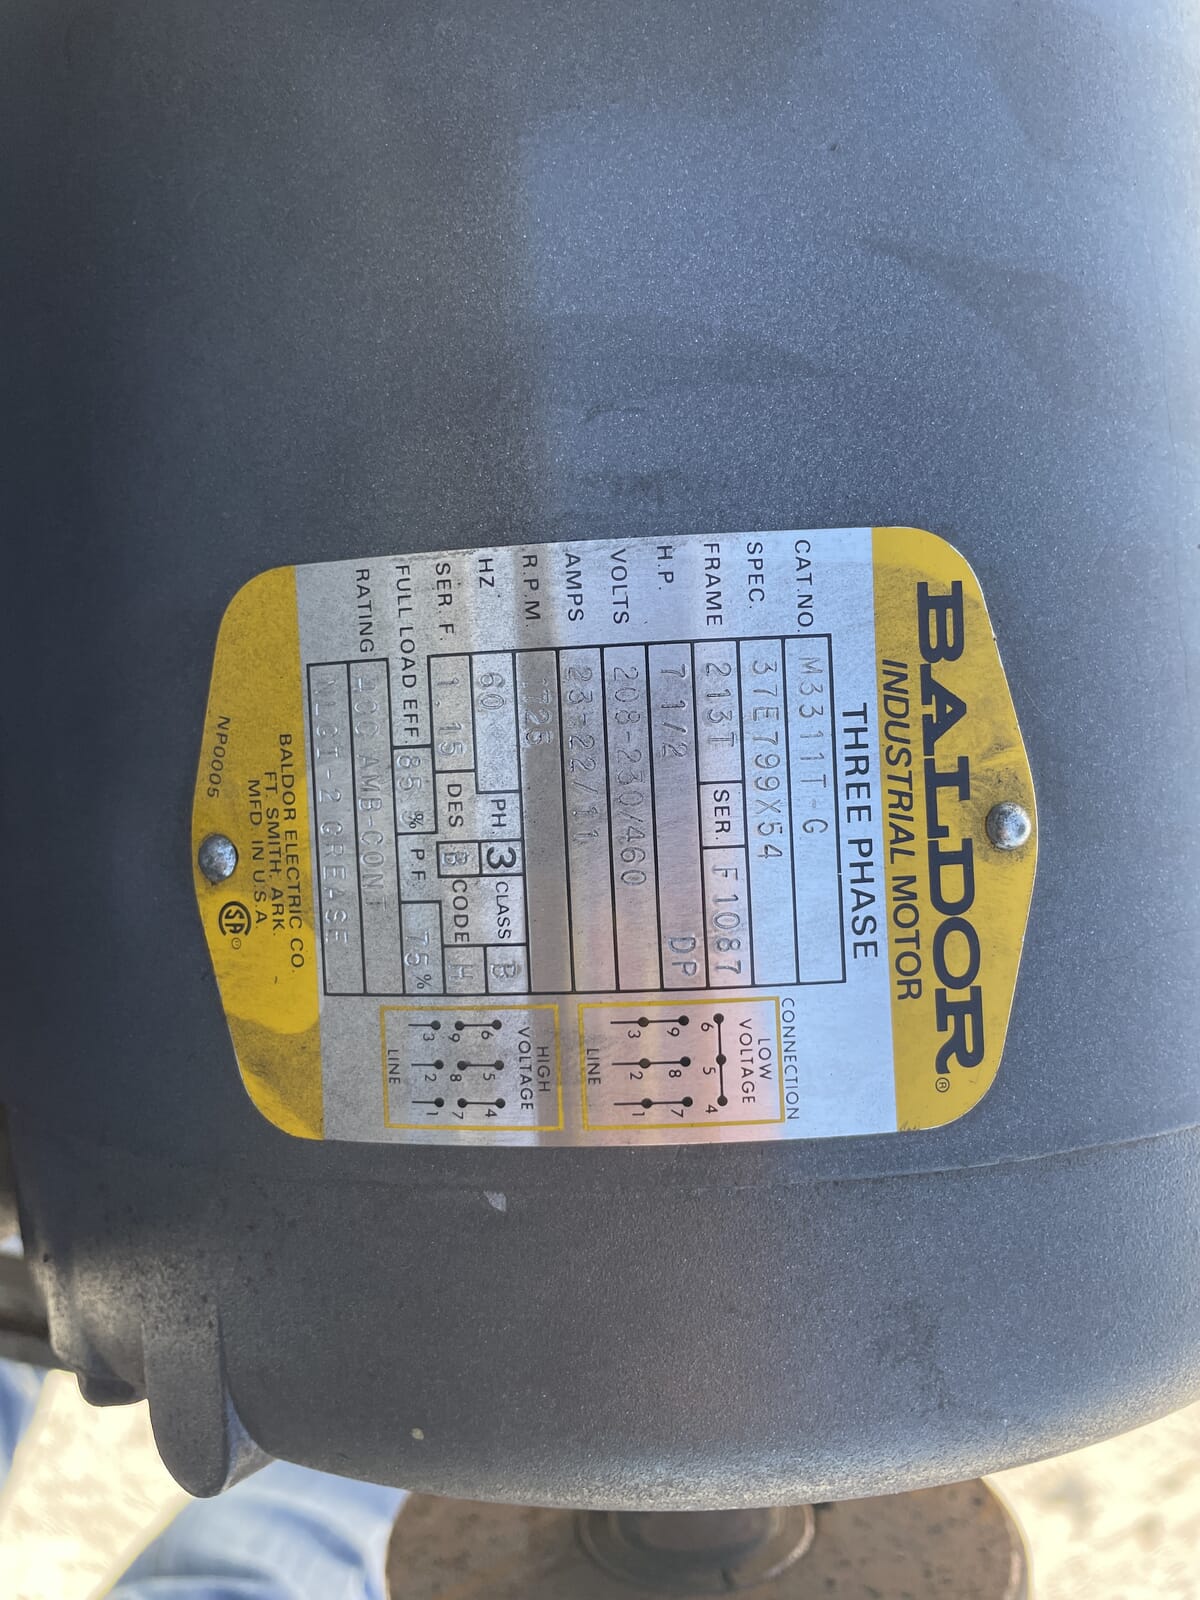 BALDOR®
INDUSTRIAL MOTOR
THREE PHASE
CAT.NO. M3311T-G
SPEC. 37E799X54
FRAME 213T SER. F1087
H.P. 7 1/2 DP
VOLTS 208-230/460
AMPS 23-22/11
R.P.M. 1725
HZ 60 PH. 3 CLASS B
SER. F. 1.15 DES B CODE H
FULL LOAD EFF. 85 % P.F. 75 %
RATING 40C AMB-CONT
NLGI-2 GREASE
CONNECTION
LOW
VOLTAGE
6 5 4
9 8 7
3 2 1
LINE
HIGH
VOLTAGE
6 5 4
9 8 7
3 2 1
LINE
BALDOR ELECTRIC CO.
FT. SMITH, ARK.
MFD. IN U.S.A.
NP0005
SA